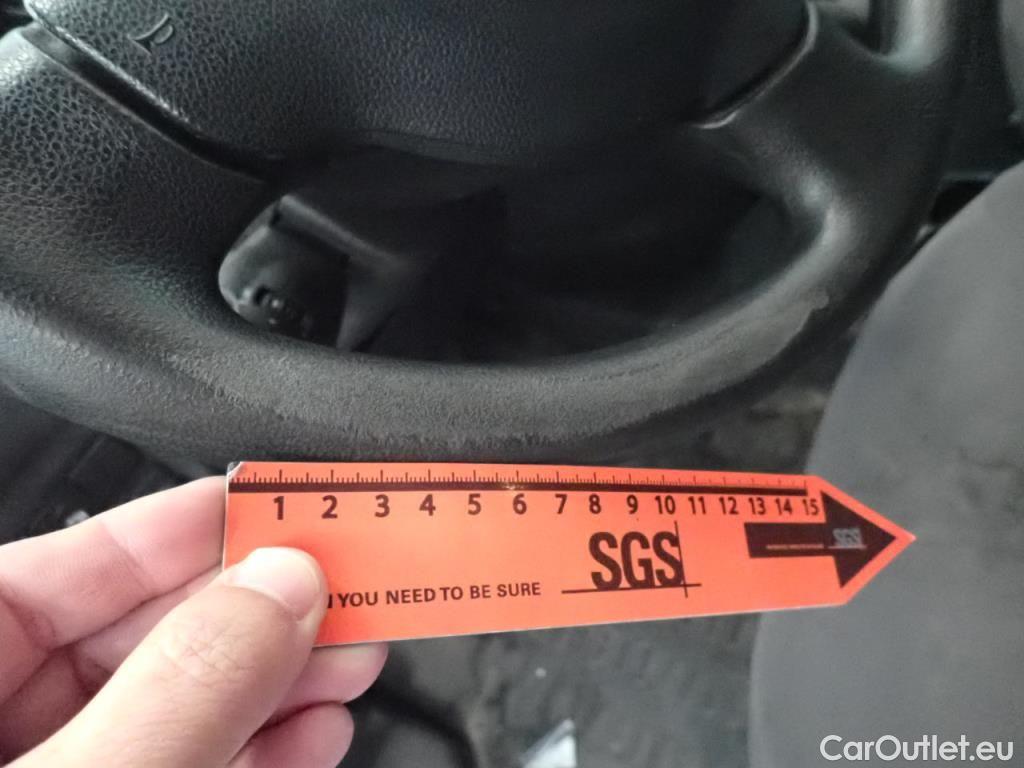 1 2 3 4 5 6 7 8 9 10 11 12 13 14 15
SGS
SGS
YOU NEED TO BE SURE
CarOutlet.eu